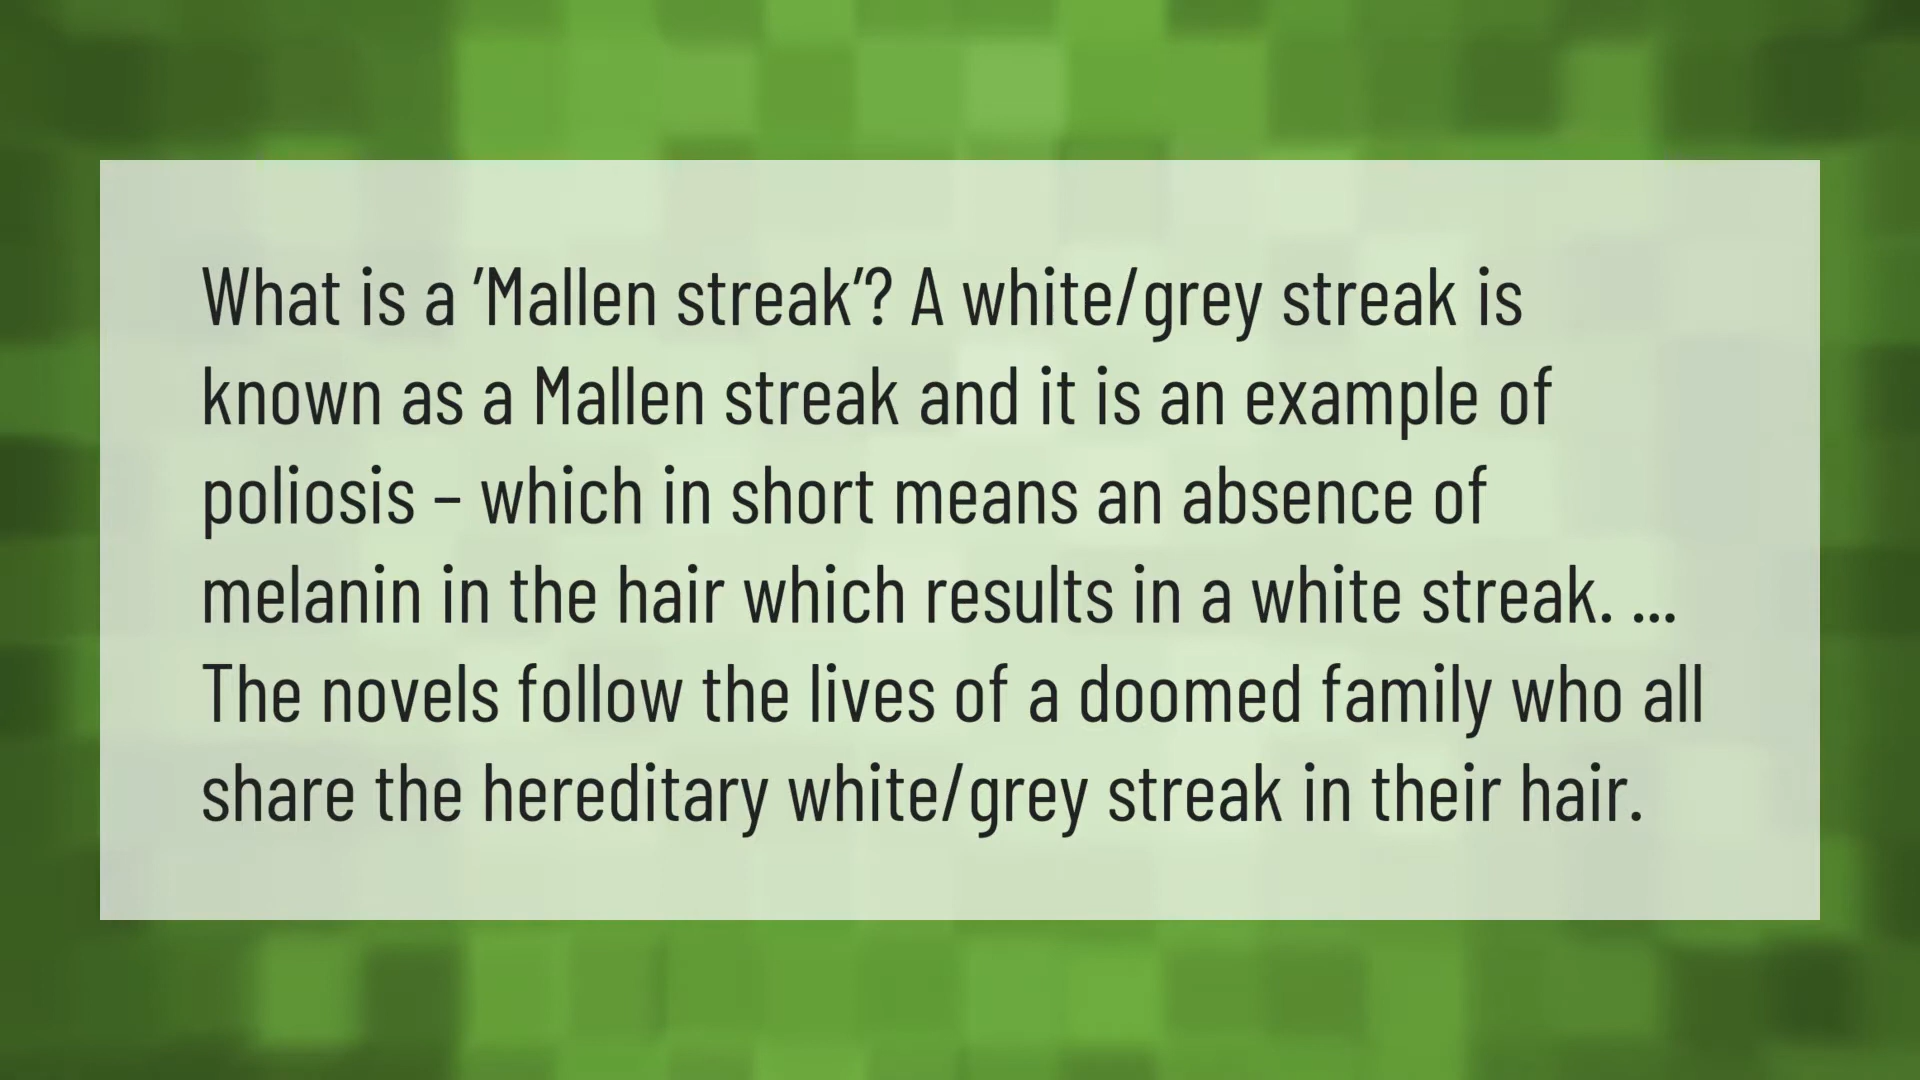 What is a 'Mallen streak'? A white/grey streak is
known as a Mallen streak and it is an example of
poliosis – which in short means an absence of
melanin in the hair which results in a white streak. ...
The novels follow the lives of a doomed family who all
share the hereditary white/grey streak in their hair.